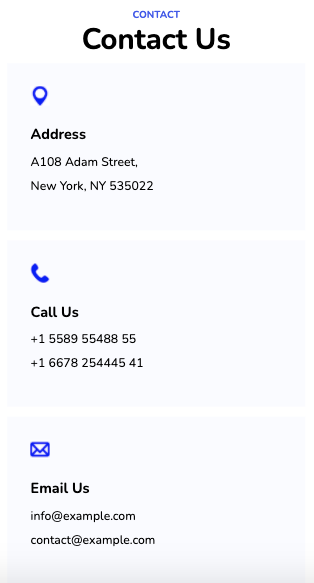 CONTACT
Contact Us
Address
A108 Adam Street,
New York, NY 535022
Call Us
+1 5589 55488 55
+1 6678 254445 41
Email Us
info@example.com
contact@example.com